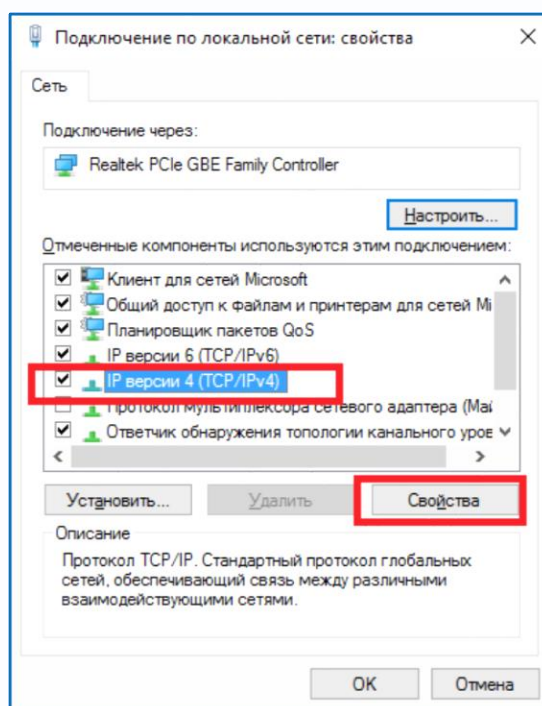 Подключение по локальной сети: свойства
Сеть
Подключение через:
Realtek PCIe GBE Family Controller
Настроить...
Отмеченные компоненты используются этим подключением:
Клиент для сетей Microsoft
Общий доступ к файлам и принтерам для сетей Mi
Планировщик пакетов QoS
IP версии 6 (TCP/IPv6)
IP версии 4 (TCP/IPv4)
Протокол мультиплексора сетевого адаптера (Май
Ответчик обнаружения топологии канального уров
Установить... Удалить Свойства
Описание
Протокол TCP/IP. Стандартный протокол глобальных
сетей, обеспечивающий связь между различными
взаимодействующими сетями.
OK Отмена